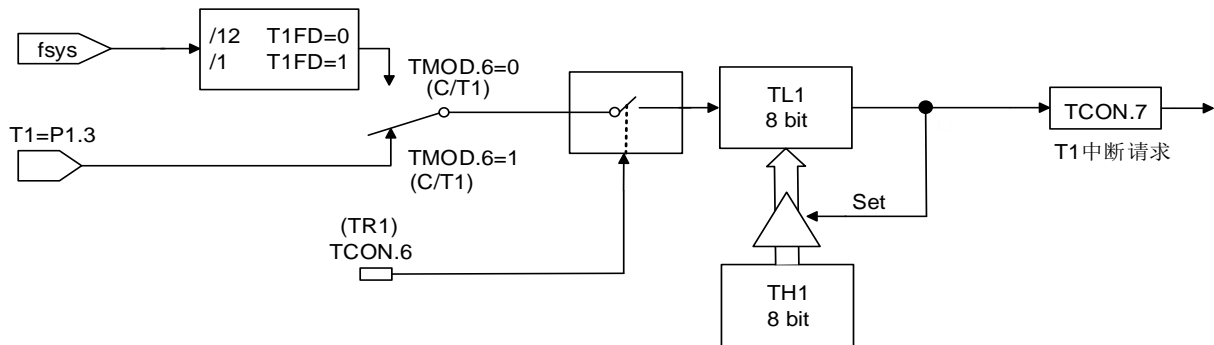 fsys
/12 T1FD=0
/1 T1FD=1
TMOD.6=0
(C/T1)
T1=P1.3
TMOD.6=1
(C/T1)
(TR1)
TCON.6
TL1
8 bit
TCON.7
T1中断请求
Set
TH1
8 bit